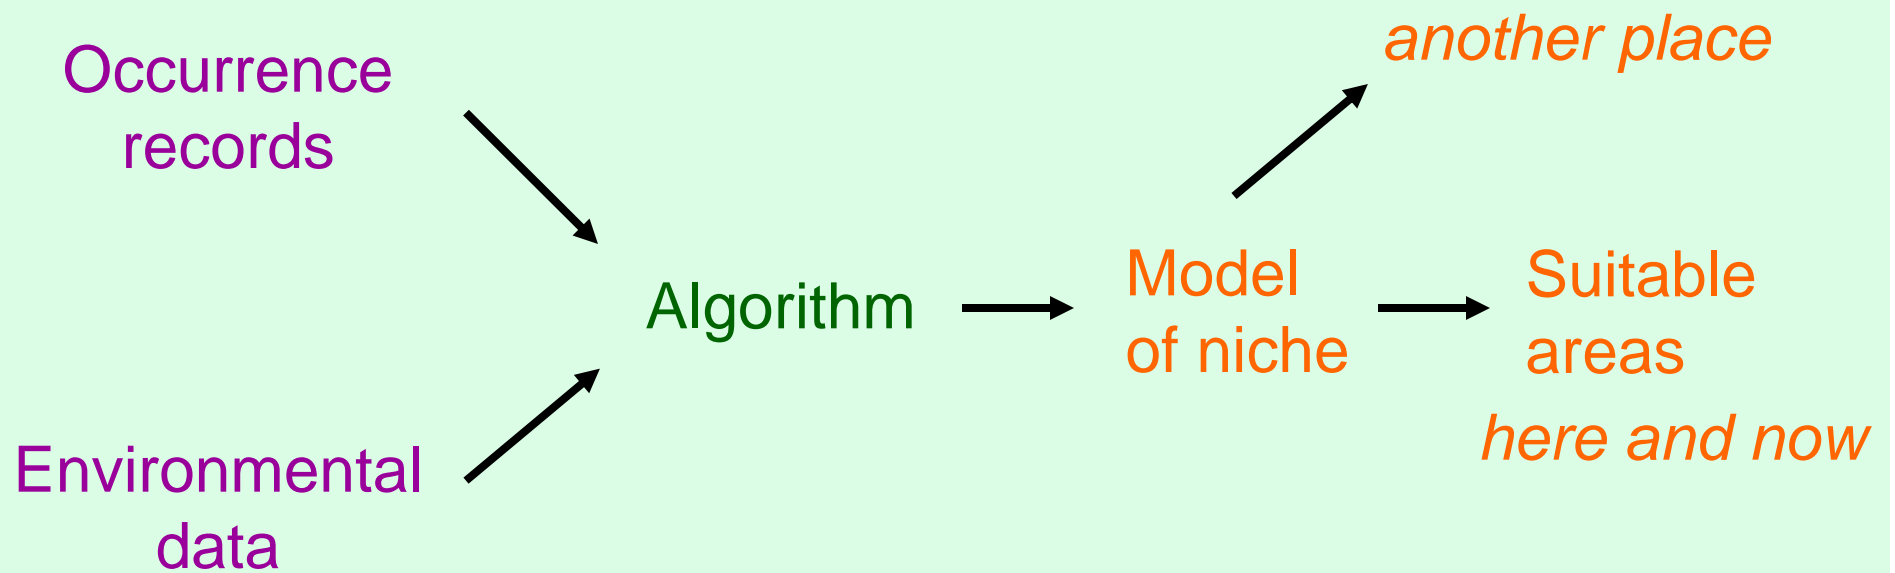 Occurrence
records
Environmental
data
Algorithm
Model
of niche
another place
Suitable
areas
here and now